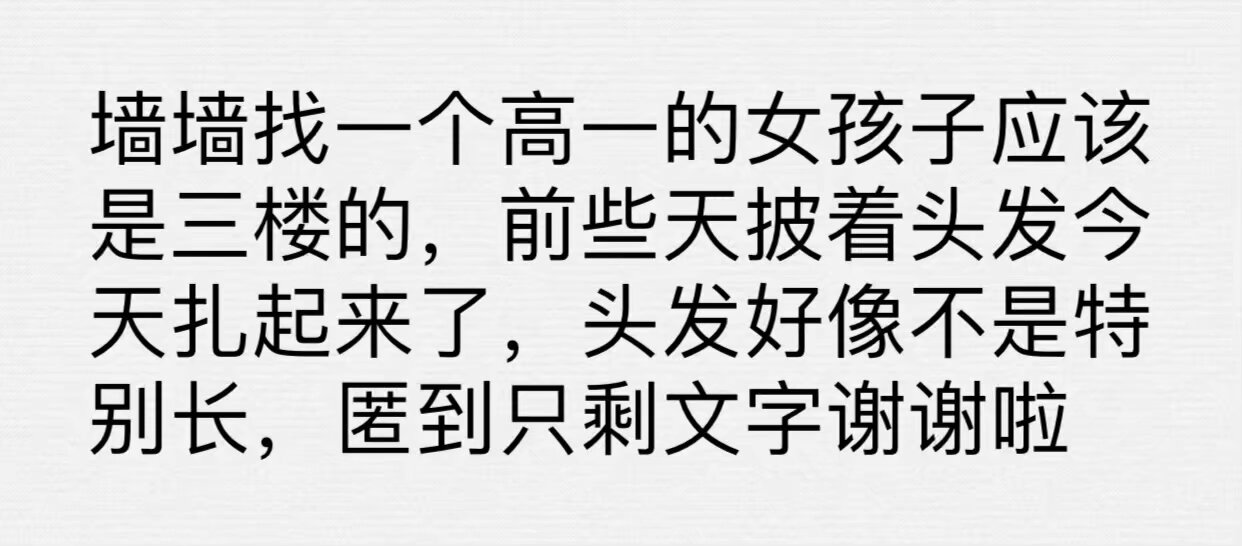 墙墙找一个高一的女孩子应该
是三楼的，前些天披着头发今
天扎起来了，头发好像不是特
别长，匿到只剩文字谢谢啦